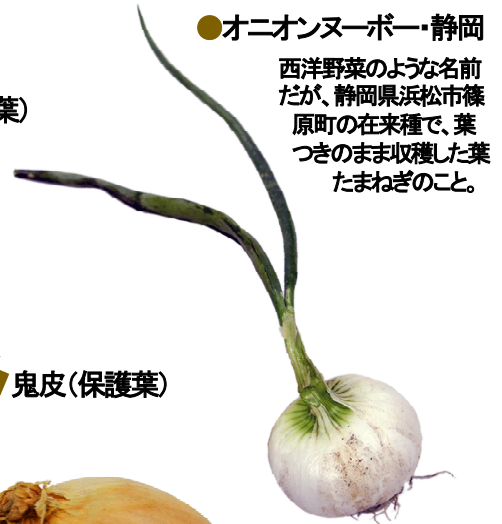 ●オニオンヌーボー・静岡
西洋野菜のような名前
だが、静岡県浜松市篠
原町の在来種で、葉
つきのまま収穫した葉
たまねぎのこと。
葉）
鬼皮（保護葉）